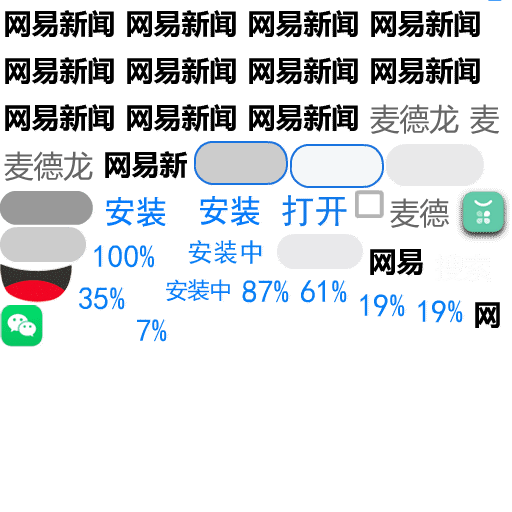 网易新闻 网易新闻 网易新闻 网易新闻
网易新闻 网易新闻 网易新闻 网易新闻
网易新闻 网易新闻 网易新闻 麦德龙 麦
麦德龙 网易新
安装 安装 打开 麦德
100% 安装中 网易
35% 安装中 87% 61% 19% 19% 网
7%